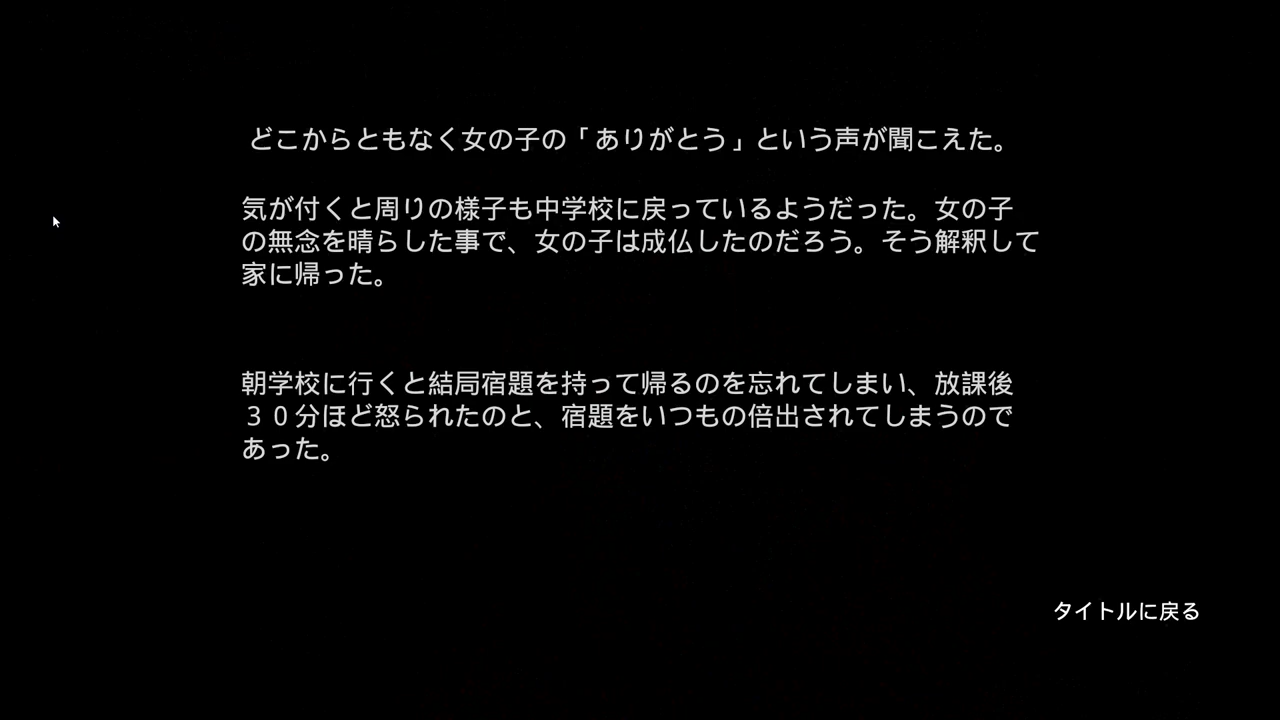 どこからともなく女の子の「ありがとう」という声が聞こえた。
気が付くと周りの様子も中学校に戻っているようだった。女の子
の無念を晴らした事で、女の子は成仏したのだろう。そう解釈して
家に帰った。
朝学校に行くと結局宿題を持って帰るのを忘れてしまい、放課後
３０分ほど怒られたのと、宿題をいつもの倍出されてしまうので
あった。
タイトルに戻る